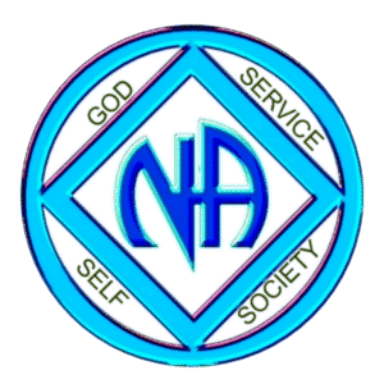 GOD
SERVICE
NA
SELF
SOCIETY